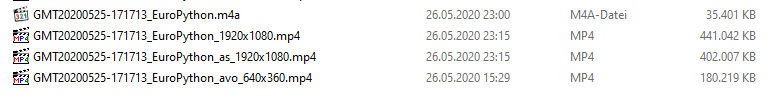 GMT20200525-171713_EuroPython.m4a 26.05.2020 23:00 M4A-Datei 35.401 KB
GMT20200525-171713_EuroPython_1920x1080.mp4 26.05.2020 23:15 MP4 441.042 KB
GMT20200525-171713_EuroPython_as_1920x1080.mp4 26.05.2020 23:15 MP4 402.007 KB
GMT20200525-171713_EuroPython_avo_640x360.mp4 26.05.2020 15:29 MP4 180.219 KB